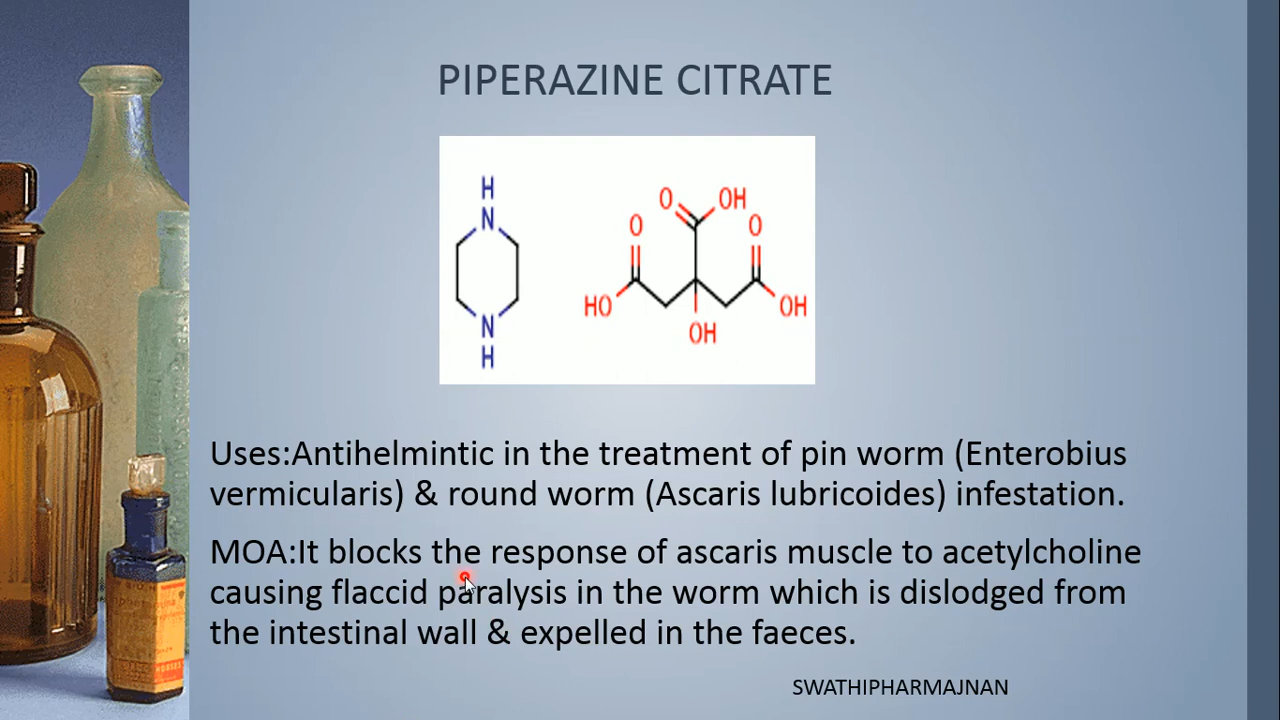 PIPERAZINE CITRATE
H
N
N
H
O
OH
O
O
HO
OH
OH
Uses:Antihelmintic in the treatment of pin worm (Enterobius
vermicularis) & round worm (Ascaris lubricoides) infestation.
MOA:It blocks the response of ascaris muscle to acetylcholine
causing flaccid paralysis in the worm which is dislodged from
the intestinal wall & expelled in the faeces.
SWATHIPHARMAJNAN